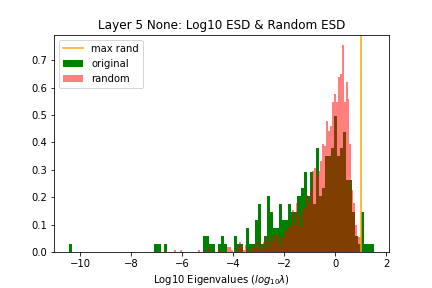 Layer 5 None: Log10 ESD & Random ESD
max rand
original
random
0.7
0.6
0.5
0.4
0.3
0.2
0.1
0.0
−10 −8 −6 −4 −2 0 2
Log10 Eigenvalues (log₁₀λ)